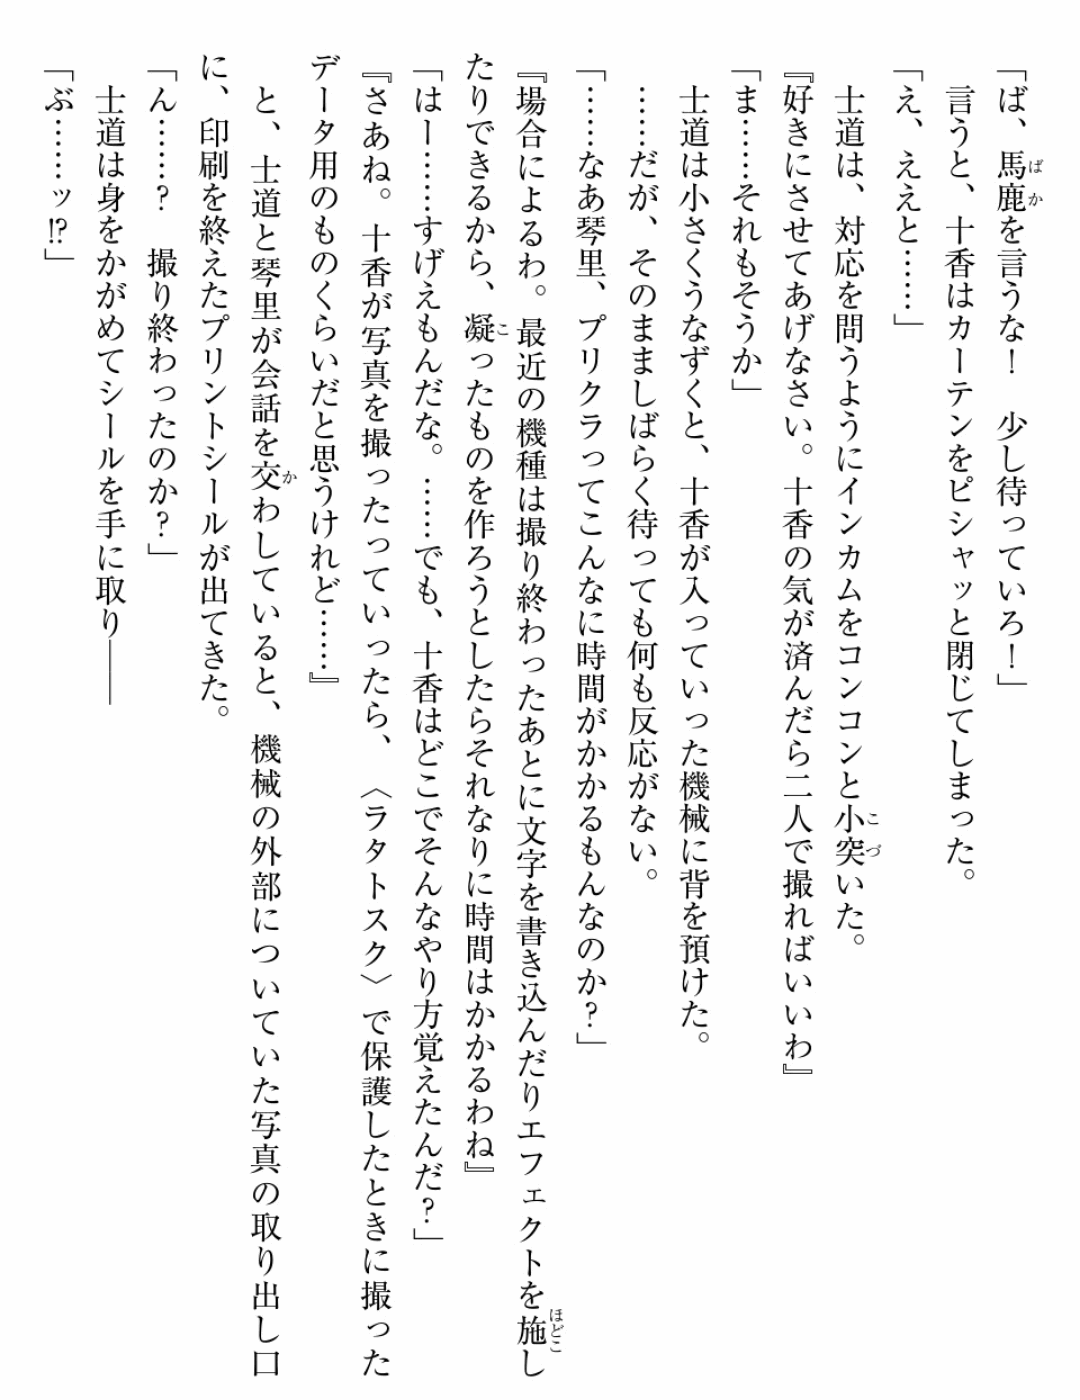 「ば、馬鹿を言うな！　少し待っていろ！」
　言うと、十香はカーテンをピシャッと閉じてしまった。
「え、ええと……」
　士道は、対応を問うようにインカムをコンコンと小突いた。
『好きにさせてあげなさい。十香の気が済んだら二人で撮ればいいわ』
「ま……それもそうか」
　士道は小さくうなずくと、十香が入っていった機械に背を預けた。
　……だが、そのまましばらく待っても何も反応がない。
「……なあ琴里、プリクラってこんなに時間がかかるもんなのか？」
『場合によるわ。最近の機種は撮り終わったあとに文字を書き込んだりエフェクトを施し
たりできるから、凝ったものを作ろうとしたらそれなりに時間はかかるわね』
「はー……すげえもんだな。……でも、十香はどこでそんなやり方覚えたんだ？」
『さあね。十香が写真を撮ったっていったら、〈ラタトスク〉で保護したときに撮った
データ用のものくらいだと思うけれど……』
　と、士道と琴里が会話を交わしていると、機械の外部についていた写真の取り出し口
に、印刷を終えたプリントシールが出てきた。
「ん……？　撮り終わったのか？」
　士道は身をかがめてシールを手に取り――
「ぶ……ッ!?」